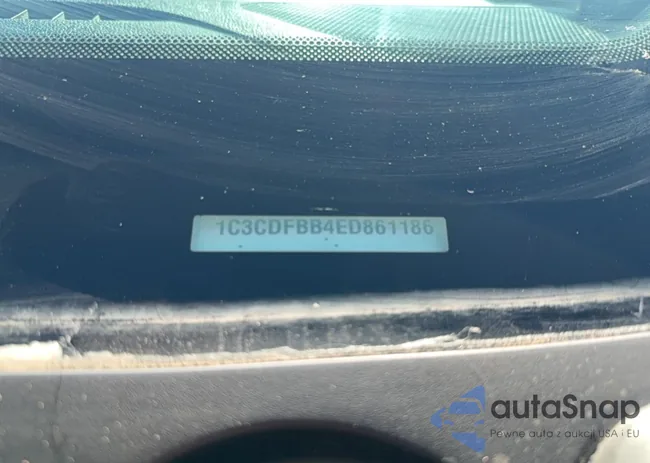 1C3CDFBB4ED861186
autaSnap
Pewne auta z aukcji USA i EU